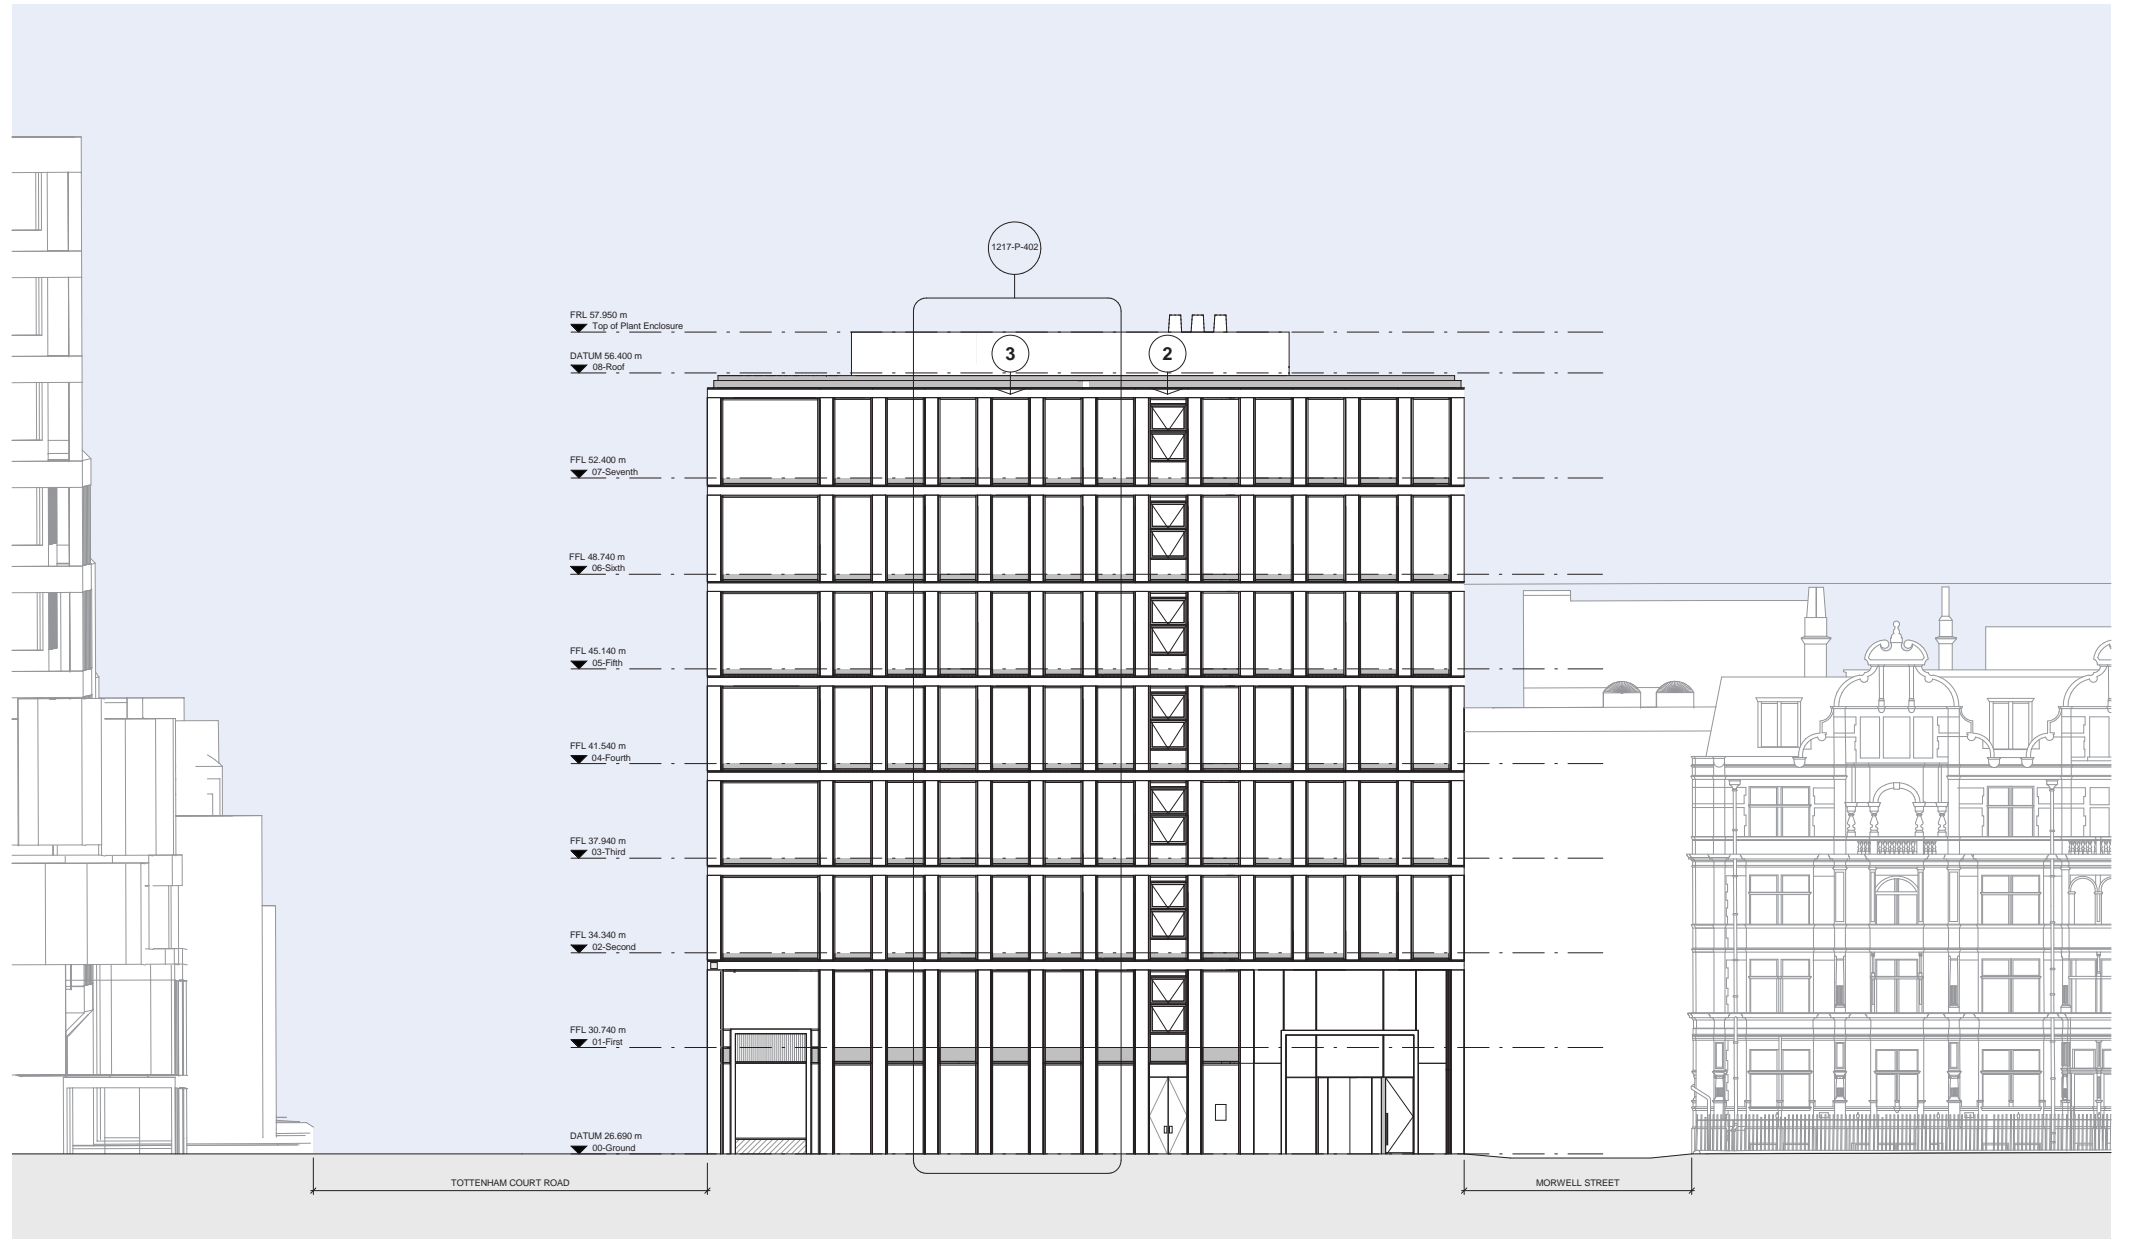 1217-P-402
FRL 57.950 m
Top of Plant Enclosure
DATUM 56.400 m
08-Roof
3
2
FFL 52.400 m
07-Seventh
FFL 48.740 m
06-Sixth
FFL 45.140 m
05-Fifth
FFL 41.540 m
04-Fourth
FFL 37.940 m
03-Third
FFL 34.340 m
02-Second
FFL 30.740 m
01-First
DATUM 26.690 m
00-Ground
TOTTENHAM COURT ROAD
MORWELL STREET